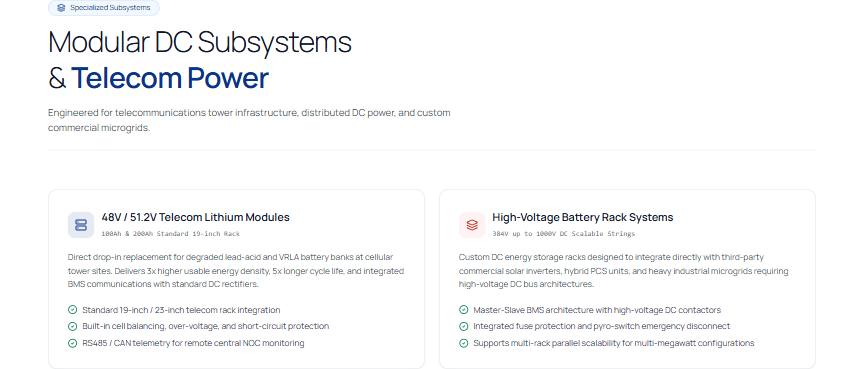 Specialized Subsystems
Modular DC Subsystems
& Telecom Power
Engineered for telecommunications tower infrastructure, distributed DC power, and custom
commercial microgrids.
48V / 51.2V Telecom Lithium Modules
100Ah & 200Ah Standard 19-inch Rack
Direct drop-in replacement for degraded lead-acid and VRLA battery banks at cellular
tower sites. Delivers 3x higher usable energy density, 5x longer cycle life, and integrated
BMS communications with standard DC rectifiers.
Standard 19-inch / 23-inch telecom rack integration
Built-in cell balancing, over-voltage, and short-circuit protection
RS485 / CAN telemetry for remote central NOC monitoring
High-Voltage Battery Rack Systems
384V up to 1000V DC Scalable Strings
Custom DC energy storage racks designed to integrate directly with third-party
commercial solar inverters, hybrid PCS units, and heavy industrial microgrids requiring
high-voltage DC bus architectures.
Master-Slave BMS architecture with high-voltage DC contactors
Integrated fuse protection and pyro-switch emergency disconnect
Supports multi-rack parallel scalability for multi-megawatt configurations